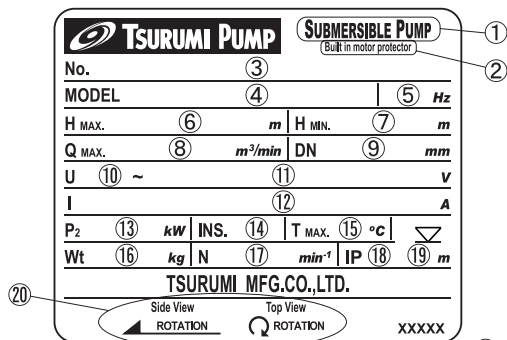 TSURUMI PUMP SUBMERSIBLE PUMP ①
Built in motor protector ②
No. ③
MODEL ④ ⑤ Hz
H MAX. ⑥ m H MIN. ⑦ m
Q MAX. ⑧ m³/min DN ⑨ mm
U ⑩ ~ ⑪ V
I ⑫ A
P₂ ⑬ kW INS. ⑭ T MAX. ⑮ °C
Wt ⑯ kg N ⑰ min⁻¹ IP ⑱ ⑲ m
TSURUMI MFG.CO.,LTD.
⑳ Side View Top View
ROTATION ROTATION XXXXX